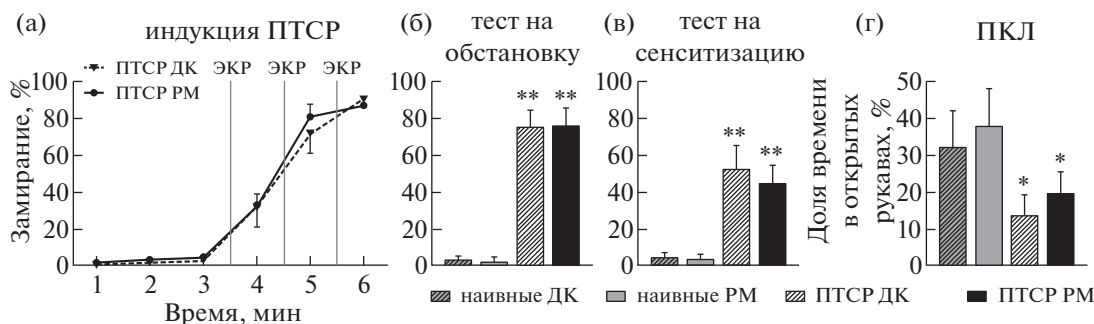 (а)
индукция ПТСР
ПТСР ДК
ПТСР РМ
ЭКР ЭКР ЭКР
Замирание, %
100
80
60
40
20
0
1 2 3 4 5 6
Время, мин
(б)
тест на
обстановку
100
80
60
40
20
0
** **
(в)
тест на
сенситизацию
100
80
60
40
20
0
**
**
(г)
ПКЛ
Доля времени
в открытых
рукавах, %
50
40
30
20
10
0
*
*
наивные ДК
наивные РМ
ПТСР ДК
ПТСР РМ